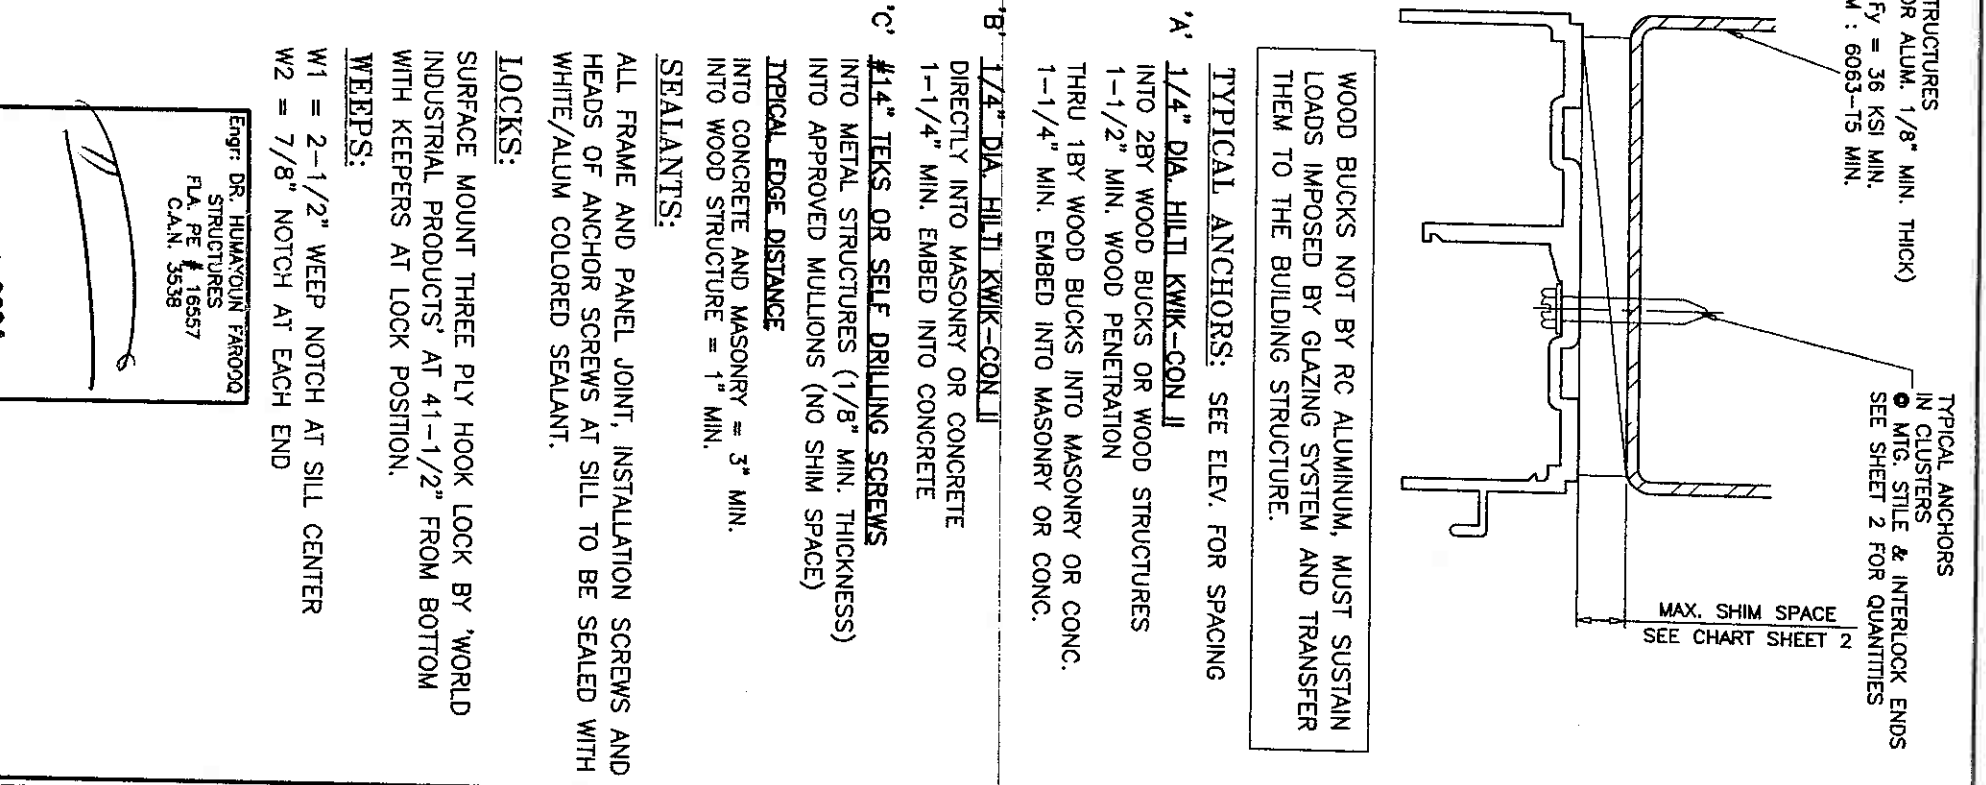 TRUCTURES
OR ALUM. 1/8" MIN. THICK)
Fy = 36 KSI MIN.
M : 6063-T5 MIN.
TYPICAL ANCHORS
IN CLUSTERS
@ MTG. STILE & INTERLOCK ENDS
SEE SHEET 2 FOR QUANTITIES
MAX. SHIM SPACE
SEE CHART SHEET 2
WOOD BUCKS NOT BY RC ALUMINUM, MUST SUSTAIN
LOADS IMPOSED BY GLAZING SYSTEM AND TRANSFER
THEM TO THE BUILDING STRUCTURE.
TYPICAL ANCHORS: SEE ELEV. FOR SPACING
'A' 1/4" DIA. HILTI KWIK-CON II
INTO 2BY WOOD BUCKS OR WOOD STRUCTURES
1-1/2" MIN. WOOD PENETRATION
THRU 1BY WOOD BUCKS INTO MASONRY OR CONC.
1-1/4" MIN. EMBED INTO MASONRY OR CONC.
'B' 1/4" DIA. HILTI KWIK-CON II
DIRECTLY INTO MASONRY OR CONCRETE
1-1/4" MIN. EMBED INTO CONCRETE
'C' #14" TEKS OR SELF DRILLING SCREWS
INTO METAL STRUCTURES (1/8" MIN. THICKNESS)
INTO APPROVED MULLIONS (NO SHIM SPACE)
TYPICAL EDGE DISTANCE
INTO CONCRETE AND MASONRY = 3" MIN.
INTO WOOD STRUCTURE = 1" MIN.
SEALANTS:
ALL FRAME AND PANEL JOINT, INSTALLATION SCREWS AND
HEADS OF ANCHOR SCREWS AT SILL TO BE SEALED WITH
WHITE/ALUM COLORED SEALANT.
LOCKS:
SURFACE MOUNT THREE PLY HOOK LOCK BY 'WORLD
INDUSTRIAL PRODUCTS' AT 41-1/2" FROM BOTTOM
WITH KEEPERS AT LOCK POSITION.
WEEPS:
W1 = 2-1/2" WEEP NOTCH AT SILL CENTER
W2 = 7/8" NOTCH AT EACH END
Engr: DR. HUMAYOUN FAROOQ
STRUCTURES
FLA. PE # 16557
C.A.N. 3538